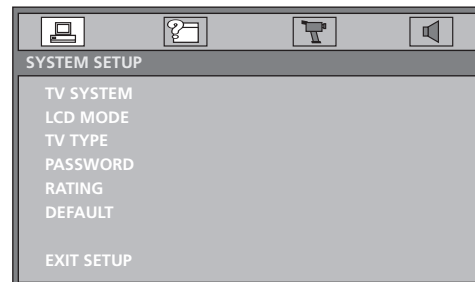 SYSTEM SETUP
TV SYSTEM
LCD MODE
TV TYPE
PASSWORD
RATING
DEFAULT
EXIT SETUP